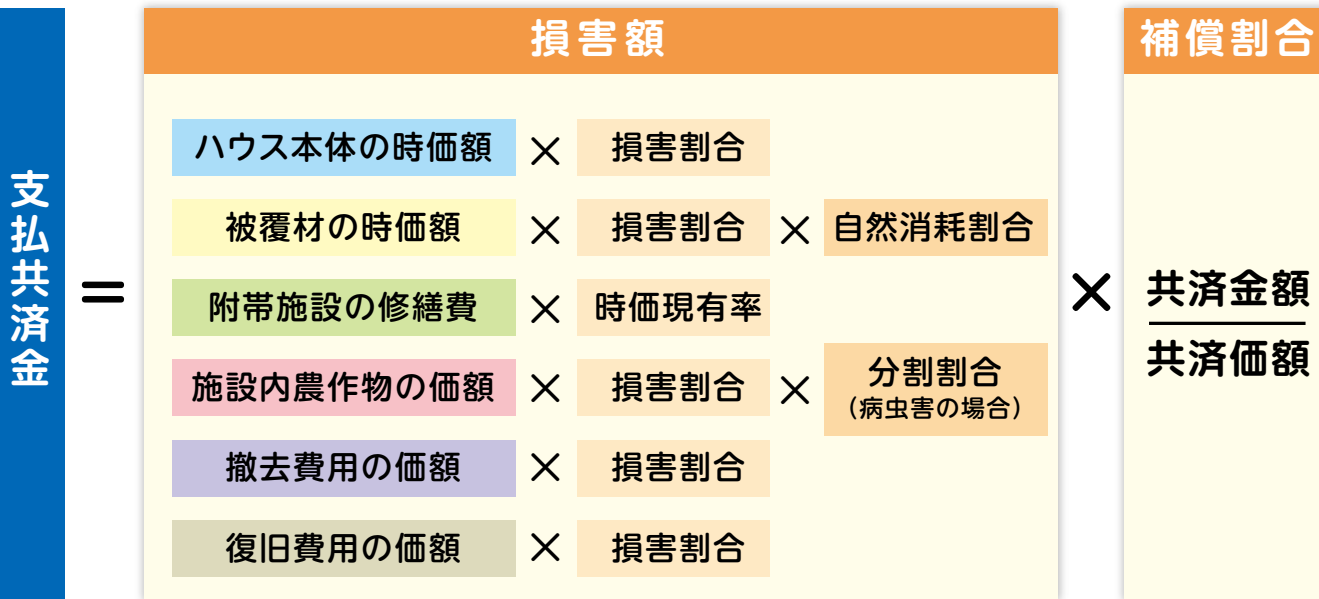 支払共済金
＝
損害額
ハウス本体の時価額 × 損害割合
被覆材の時価額 × 損害割合 × 自然消耗割合
附帯施設の修繕費 × 時価現有率
施設内農作物の価額 × 損害割合 × 分割割合
（病虫害の場合）
撤去費用の価額 × 損害割合
復旧費用の価額 × 損害割合
×
補償割合
共済金額
共済価額